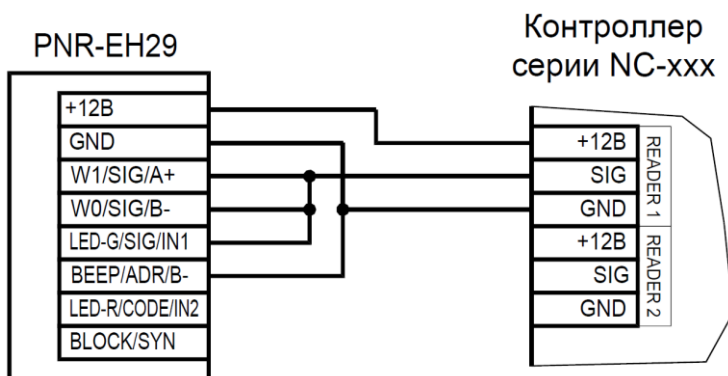 PNR-EH29
Контроллер
серии NC-xxx
+12В
GND
W1/SIG/A+
W0/SIG/B-
LED-G/SIG/IN1
BEEP/ADR/B-
LED-R/CODE/IN2
BLOCK/SYN
+12В
SIG
GND
READER 1
+12В
SIG
GND
READER 2